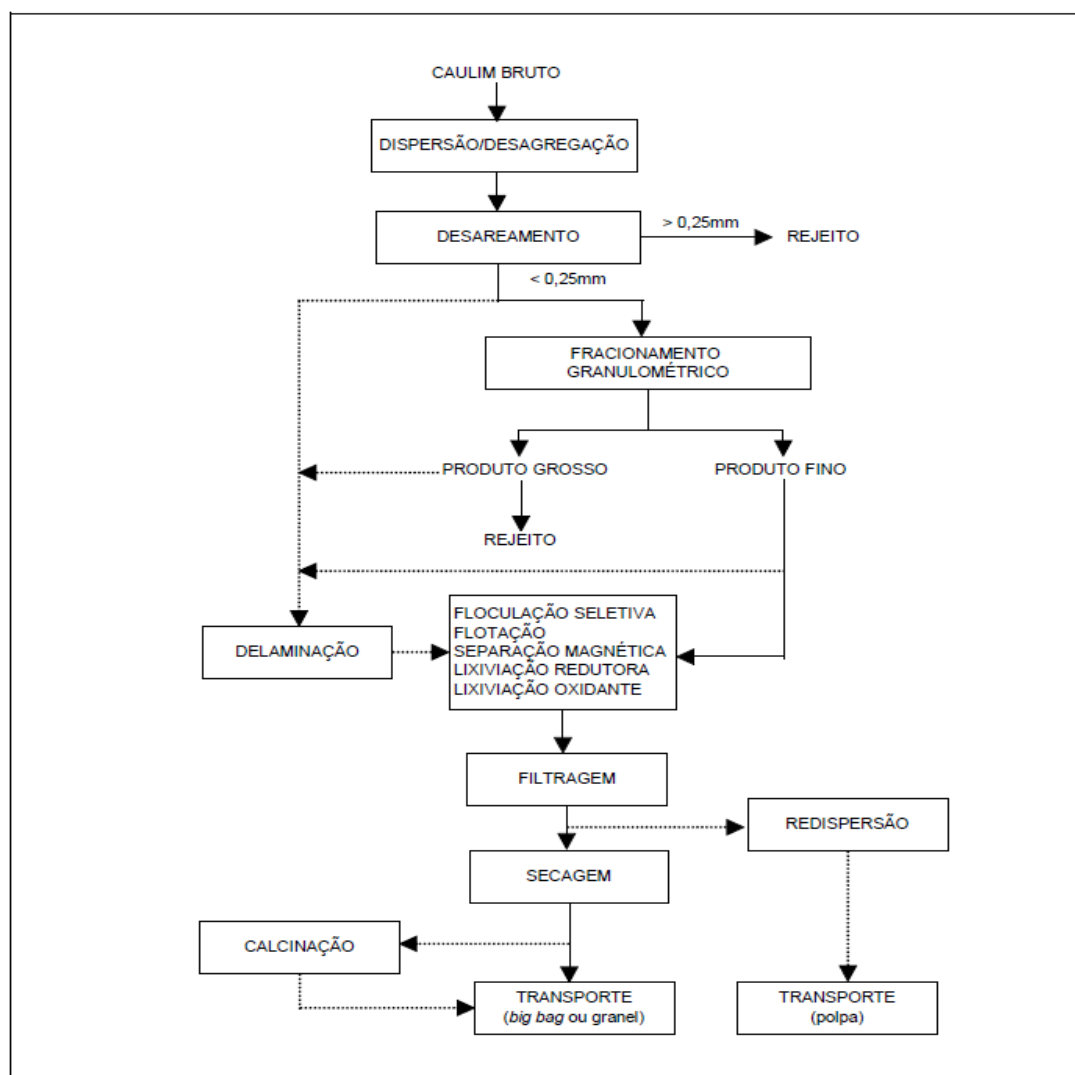 CAULIM BRUTO
DISPERSÃO/DESAGREGAÇÃO
DESAREAMENTO
> 0,25mm
REJEITO
< 0,25mm
FRACIONAMENTO
GRANULOMÉTRICO
PRODUTO GROSSO
PRODUTO FINO
REJEITO
DELAMINAÇÃO
FLOCULAÇÃO SELETIVA
FLOTAÇÃO
SEPARAÇÃO MAGNÉTICA
LIXIVIAÇÃO REDUTORA
LIXIVIAÇÃO OXIDANTE
FILTRAGEM
REDISPERSÃO
SECAGEM
CALCINAÇÃO
TRANSPORTE
(big bag ou granel)
TRANSPORTE
(polpa)